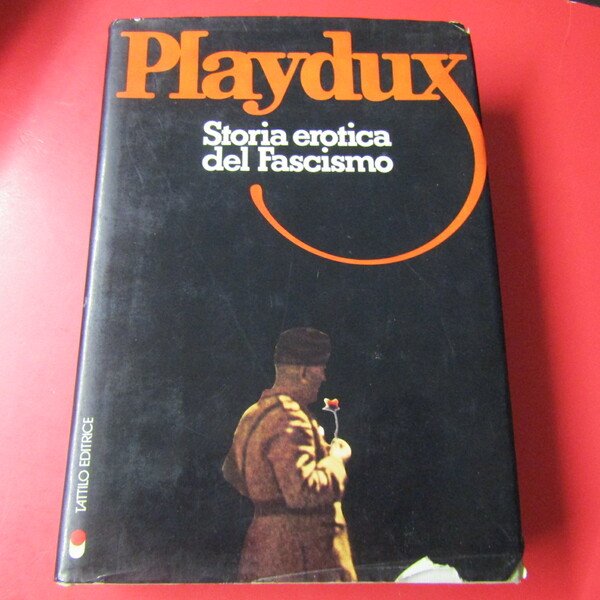 Playdux
Storia erotica
del Fascismo
TATTILO EDITRICE